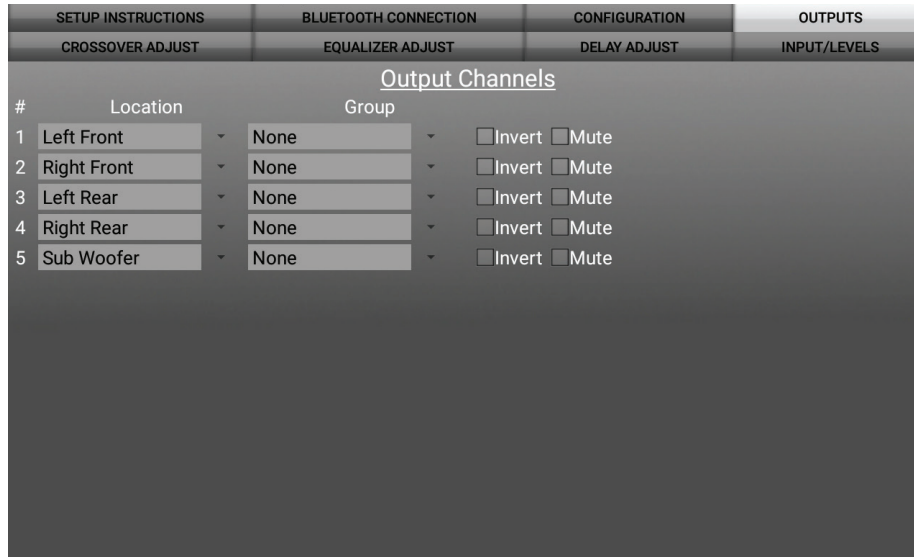 SETUP INSTRUCTIONS BLUETOOTH CONNECTION CONFIGURATION OUTPUTS
CROSSOVER ADJUST EQUALIZER ADJUST DELAY ADJUST INPUT/LEVELS
Output Channels
# Location Group
1 Left Front None Invert Mute
2 Right Front None Invert Mute
3 Left Rear None Invert Mute
4 Right Rear None Invert Mute
5 Sub Woofer None Invert Mute